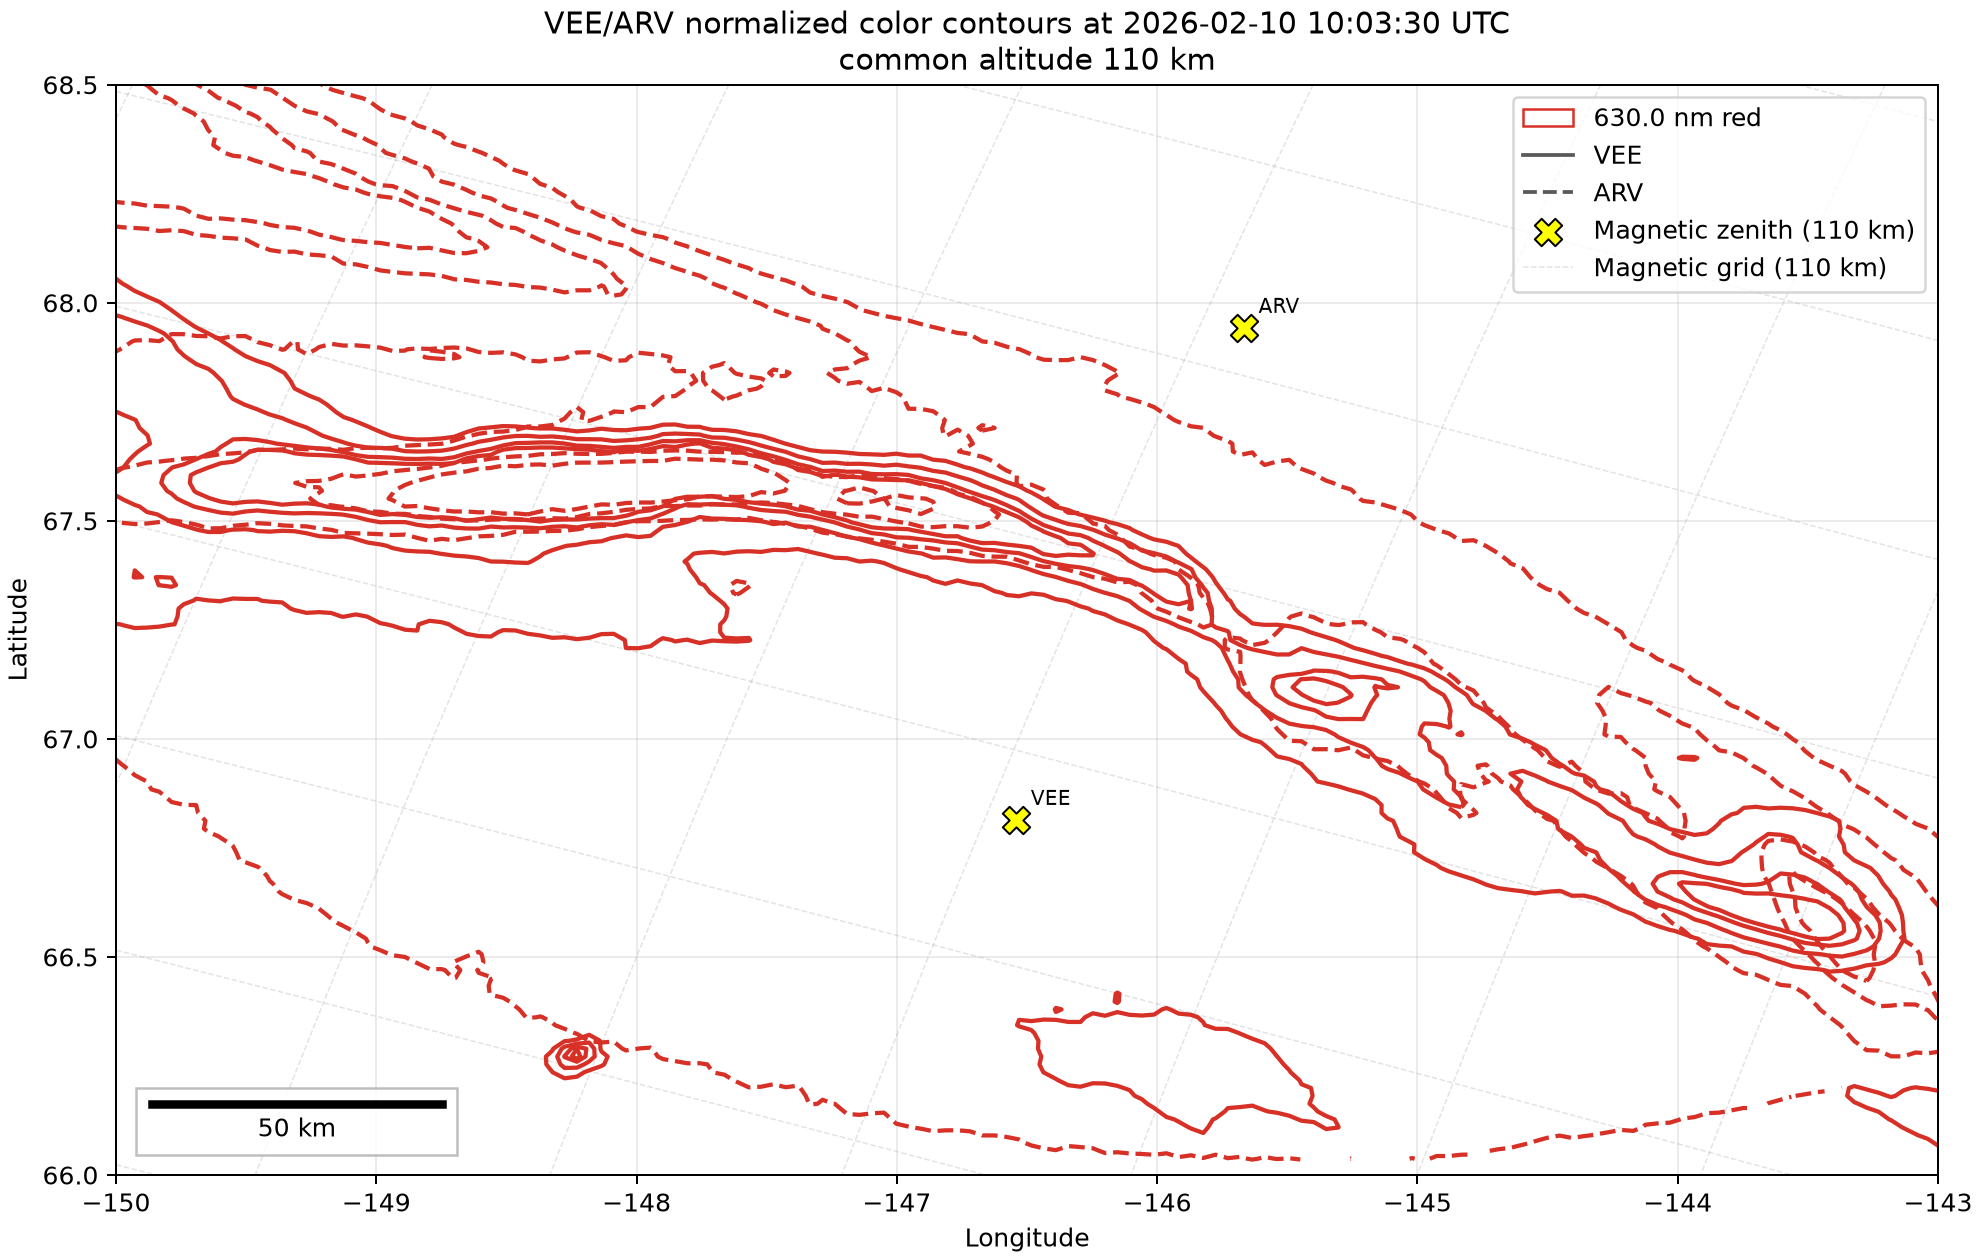 VEE/ARV normalized color contours at 2026-02-10 10:03:30 UTC
common altitude 110 km
630.0 nm red
VEE
ARV
Magnetic zenith (110 km)
Magnetic grid (110 km)
ARV
VEE
50 km
68.5
68.0
67.5
67.0
66.5
66.0
Latitude
−150
−149
−148
−147
−146
−145
−144
−143
Longitude